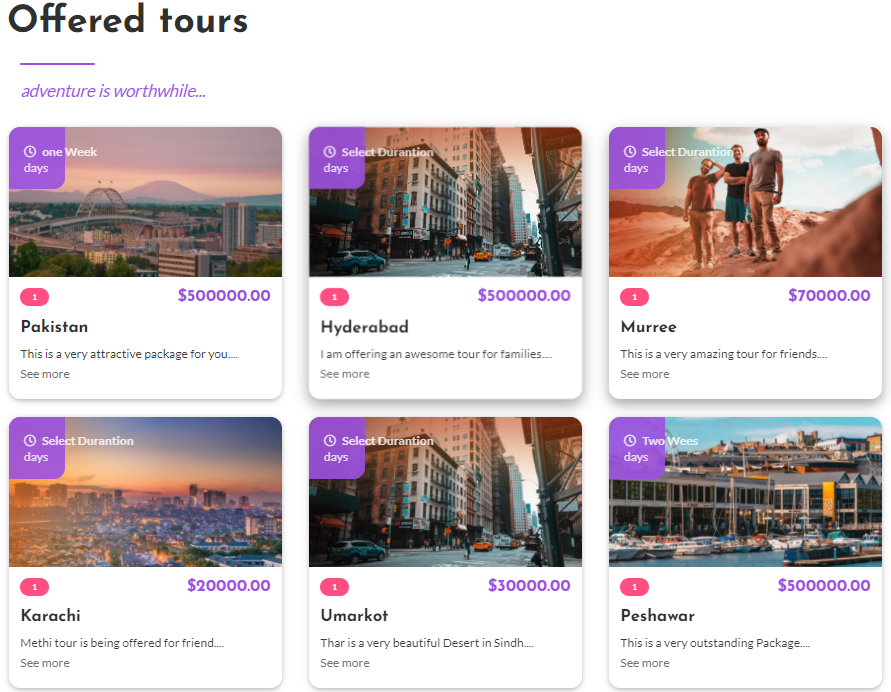 Offered tours
adventure is worthwhile...
one Week
days
1
$500000.00
Pakistan
This is a very attractive package for you....
See more
Select Durantion
days
1
$500000.00
Hyderabad
I am offering an awesome tour for families....
See more
Select Durantion
days
1
$70000.00
Murree
This is a very amazing tour for friends....
See more
Select Durantion
days
1
$20000.00
Karachi
Methi tour is being offered for friend....
See more
Select Durantion
days
1
$30000.00
Umarkot
Thar is a very beautiful Desert in Sindh....
See more
Two Wees
days
1
$500000.00
Peshawar
This is a very outstanding Package....
See more